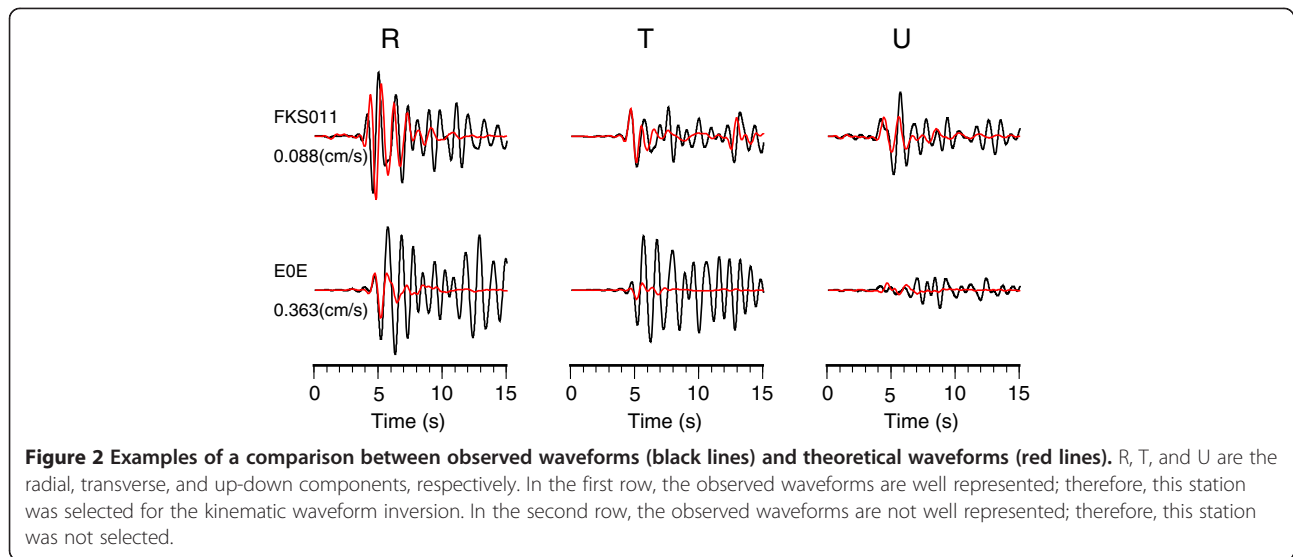 R T U
FKS011
0.088(cm/s)
E0E
0.363(cm/s)
0 5 10 15 0 5 10 15 0 5 10 15
Time (s) Time (s) Time (s)
Figure 2 Examples of a comparison between observed waveforms (black lines) and theoretical waveforms (red lines). R, T, and U are the
radial, transverse, and up-down components, respectively. In the first row, the observed waveforms are well represented; therefore, this station
was selected for the kinematic waveform inversion. In the second row, the observed waveforms are not well represented; therefore, this station
was not selected.